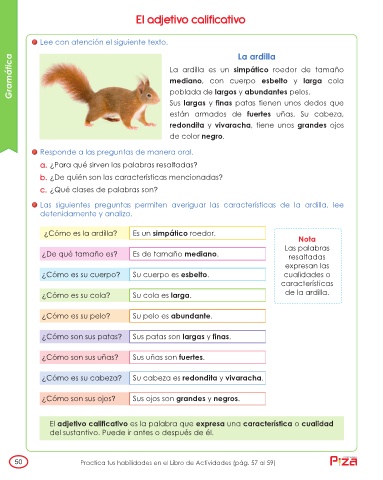 El adjetivo calificativo
Gramática
Lee con atención el siguiente texto.
La ardilla
La ardilla es un simpático roedor de tamaño
mediano, con cuerpo esbelto y larga cola
poblada de largos y abundantes pelos.
Sus largas y finas patas tienen unos dedos que
están armados de fuertes uñas. Su cabeza,
redondita y vivaracha, tiene unos grandes ojos
de color negro.
Responde a las preguntas de manera oral.
a. ¿Para qué sirven las palabras resaltadas?
b. ¿De quién son las características mencionadas?
c. ¿Qué clases de palabras son?
Las siguientes preguntas permiten averiguar las características de la ardilla, lee
detenidamente y analiza.
¿Cómo es la ardilla? Es un simpático roedor.
¿De qué tamaño es? Es de tamaño mediano.
¿Cómo es su cuerpo? Su cuerpo es esbelto.
¿Cómo es su cola? Su cola es larga.
¿Cómo es su pelo? Su pelo es abundante.
¿Cómo son sus patas? Sus patas son largas y finas.
¿Cómo son sus uñas? Sus uñas son fuertes.
¿Cómo es su cabeza? Su cabeza es redondita y vivaracha.
¿Cómo son sus ojos? Sus ojos son grandes y negros.
Nota
Las palabras
resaltadas
expresan las
cualidades o
características
de la ardilla.
El adjetivo calificativo es la palabra que expresa una característica o cualidad
del sustantivo. Puede ir antes o después de él.
50
Practica tus habilidades en el Libro de Actividades (pág. 57 al 59)
Piza